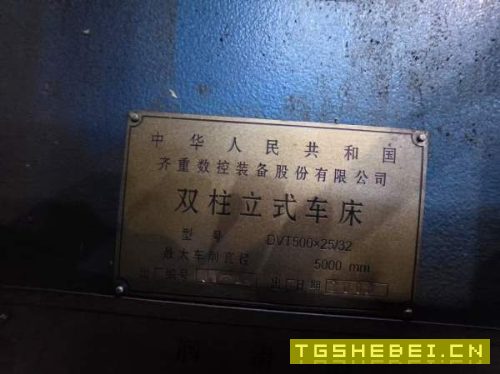 中华人民共和国
齐重数控装备股份有限公司
双柱立式车床
型号 DVT500×25/32
最大车削直径 5000 mm
出厂编号 出厂日期
TGSHEBEI.CN